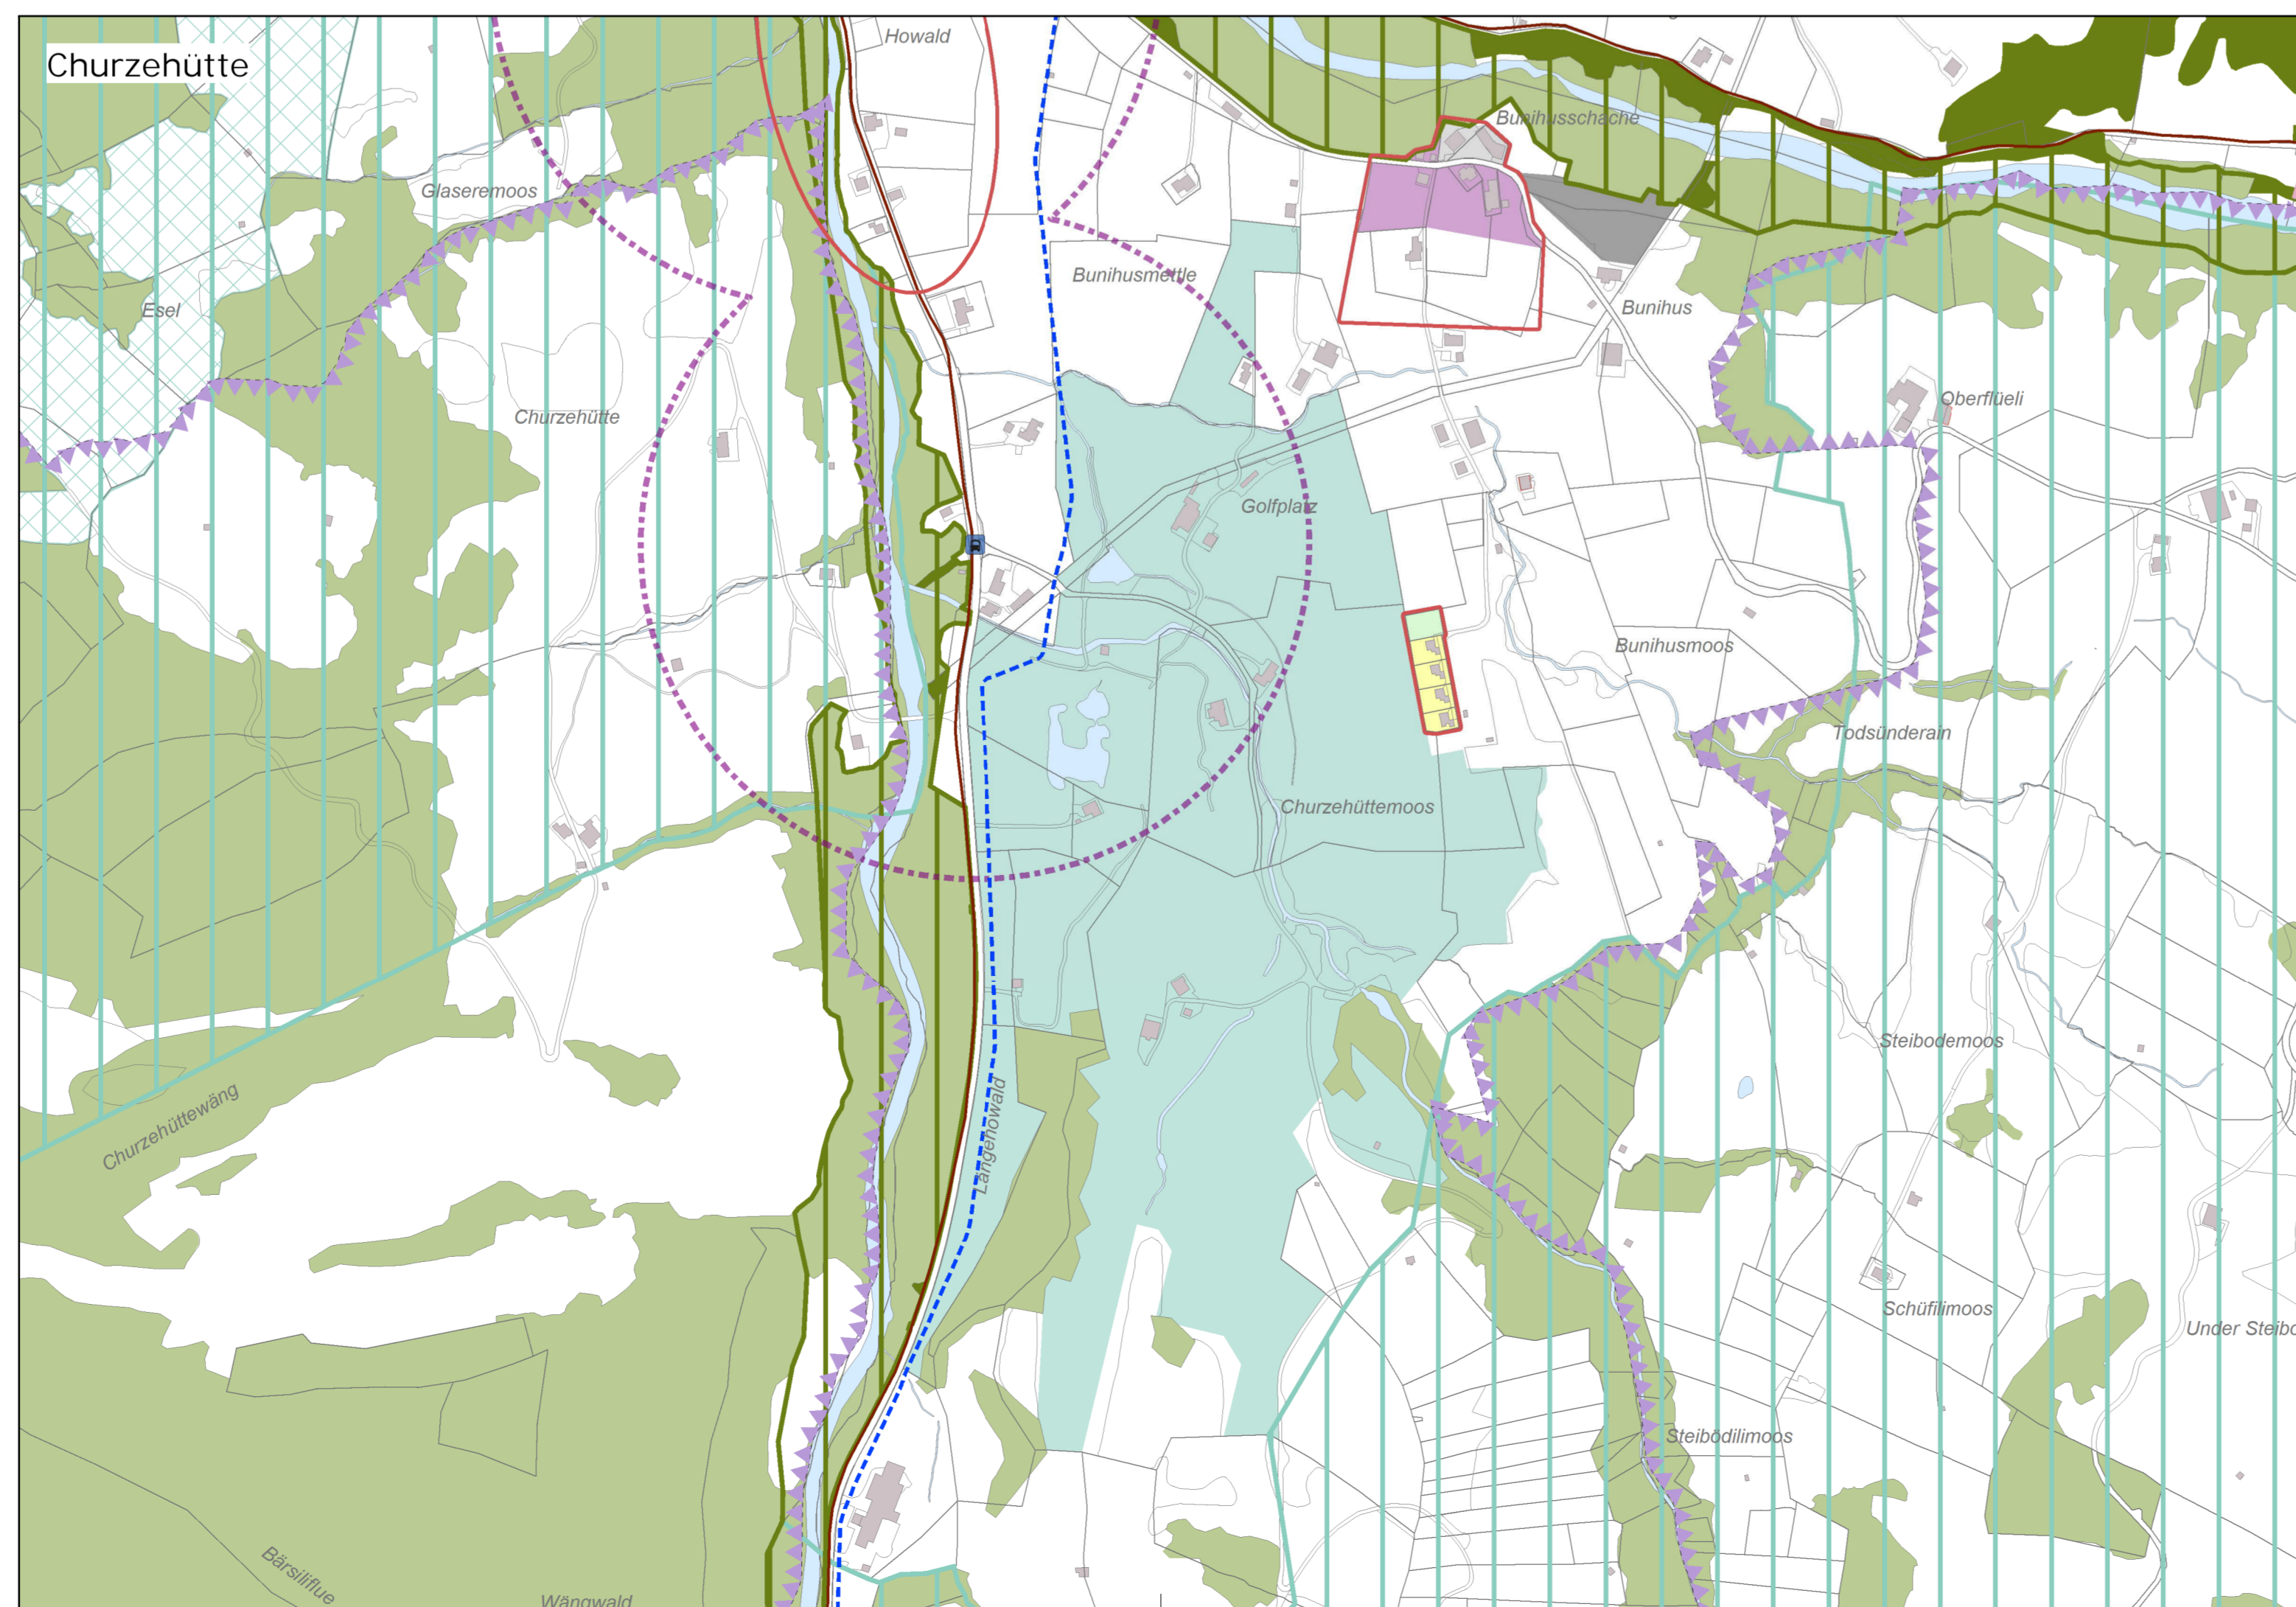 Churzehütte
Howald
Bunihusschache
Glaseremoos
Bunihusmettle
Esel
Bunihus
Oberflüeli
Churzehütte
Golfplatz
Bunihusmoos
Todsünderain
Churzehüttemoos
Steibodemoos
Churzehüttewäng
Längehowald
Schüfilimoos
Under Steibo
Steibödilimoos
Bärsiliflue
Wängwald